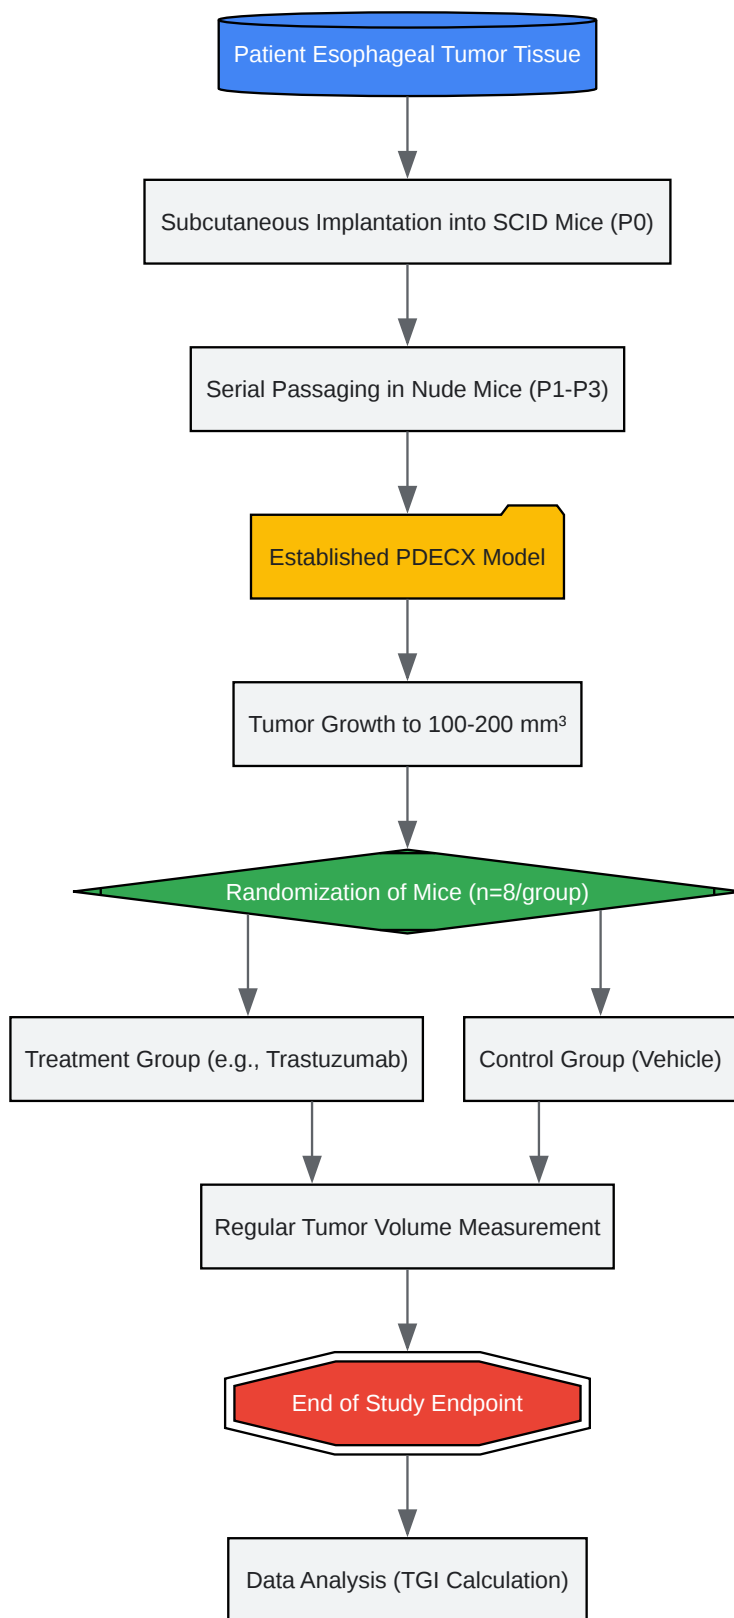 Patient Esophageal Tumor Tissue
Subcutaneous Implantation into SCID Mice (P0)
Serial Passaging in Nude Mice (P1-P3)
Established PDECX Model
Tumor Growth to 100-200 mm³
Randomization of Mice (n=8/group)
Treatment Group (e.g., Trastuzumab)
Control Group (Vehicle)
Regular Tumor Volume Measurement
End of Study Endpoint
Data Analysis (TGI Calculation)